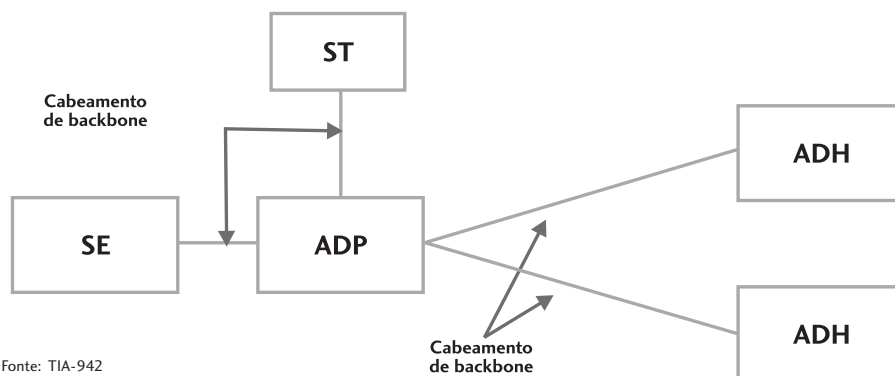 ST
Cabeamento
de backbone
ADH
SE
ADP
ADH
Cabeamento
de backbone
Fonte: TIA-942